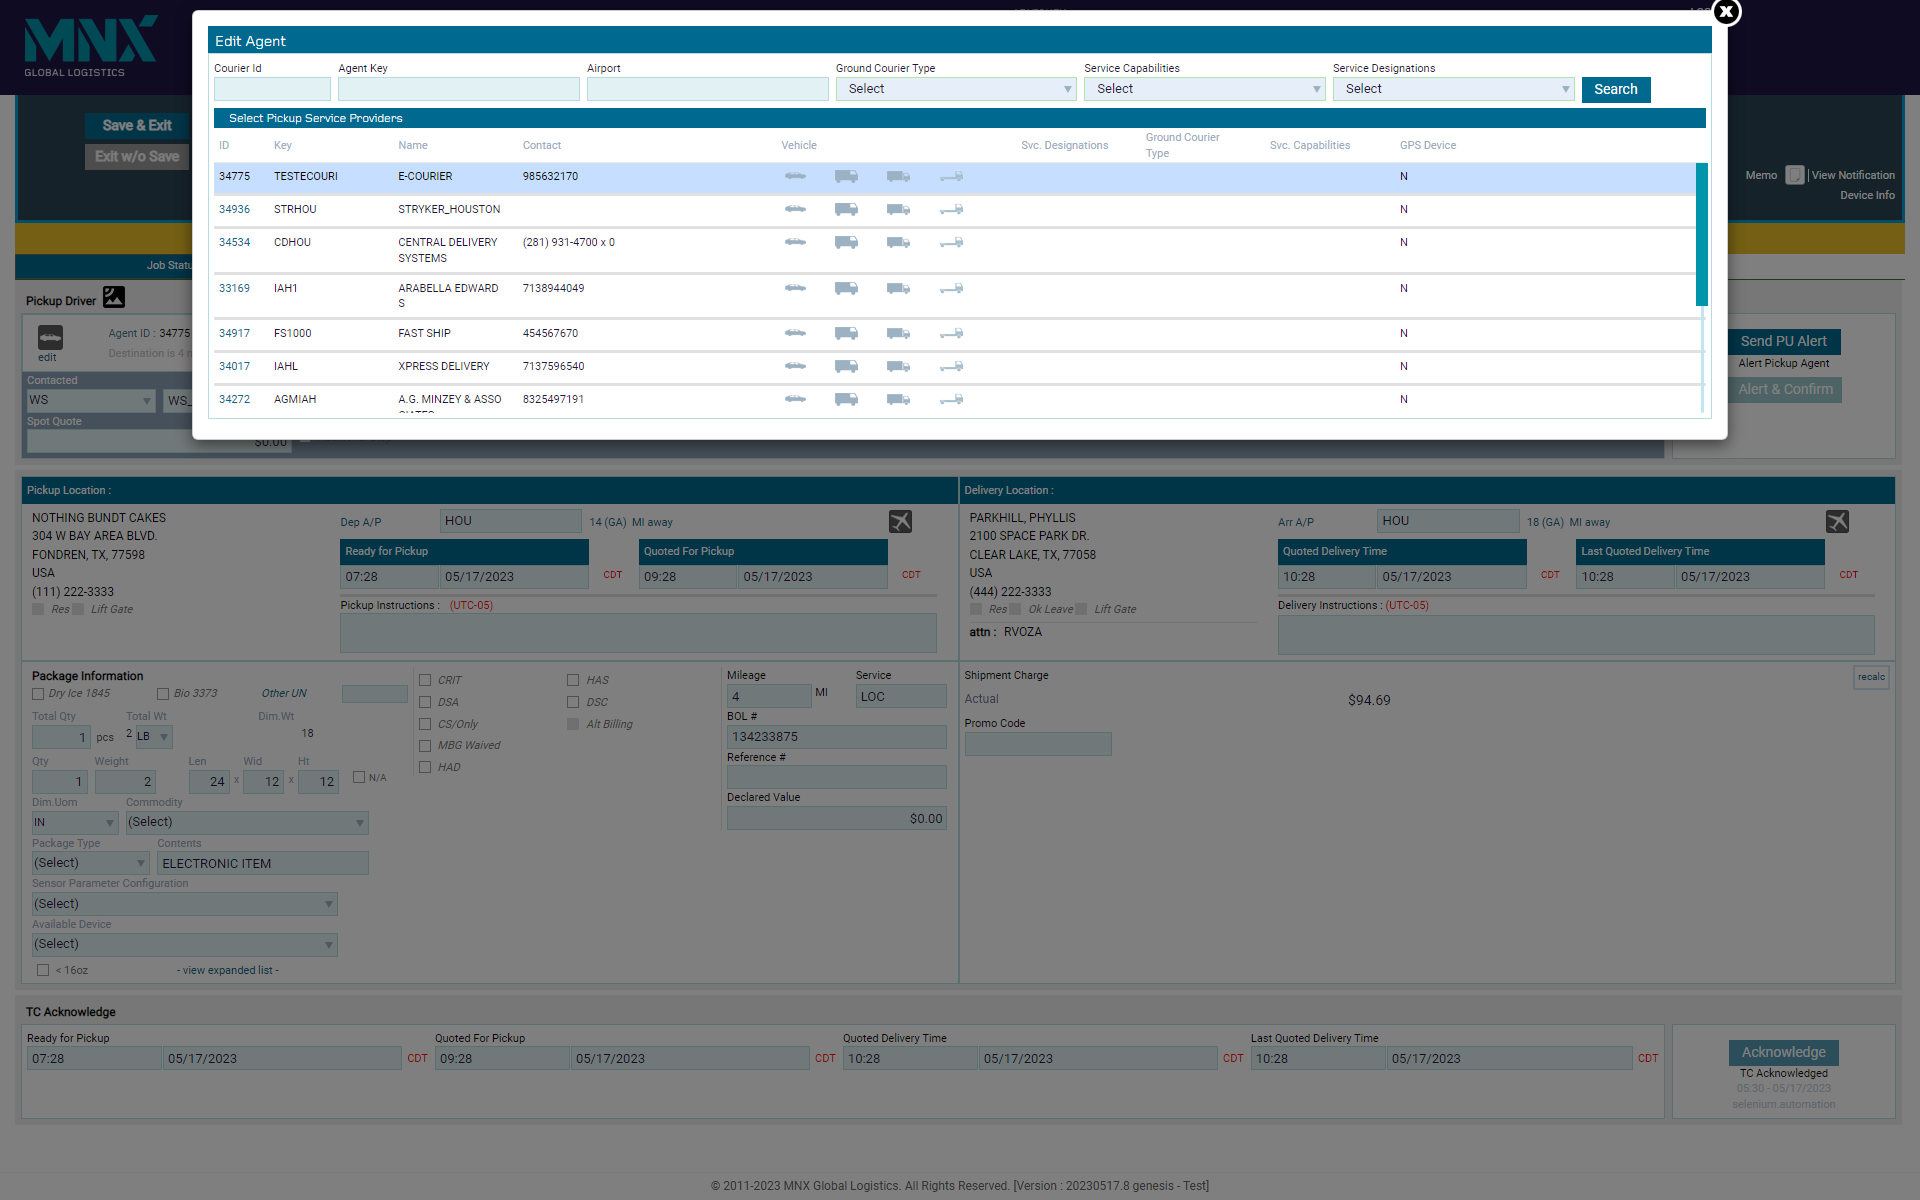 MNX
GLOBAL LOGISTICS
Edit Agent
Courier Id
Agent Key
Airport
Ground Courier Type
Service Capabilities
Service Designations
Select
Select
Select
Search
Select Pickup Service Providers
ID Key Name Contact Vehicle Svc. Designations Ground Courier Type Svc. Capabilities GPS Device
34775 TESTECOURI E-COURIER 985632170 N
34936 STRHOU STRYKER_HOUSTON N
34534 CDHOU CENTRAL DELIVERY SYSTEMS (281) 931-4700 x 0 N
33169 IAH1 ARABELLA EDWARD S 7138944049 N
34917 FS1000 FAST SHIP 454567670 N
34017 IAHL XPRESS DELIVERY 7137596540 N
34272 AGMIAH A.G. MINZEY & ASSO 8325497191 N
Save & Exit
Exit w/o Save
Memo | View Notification
Device Info
Job Statu
Pickup Driver
edit
Agent ID : 34775
Destination is 4
Contacted
WS
WS_
Spot Quote
$0.00
Send PU Alert
Alert Pickup Agent
Alert & Confirm
Pickup Location :
NOTHING BUNDT CAKES
304 W BAY AREA BLVD.
FONDREN, TX, 77598
USA
(111) 222-3333
Res Lift Gate
Dep A/P HOU 14 (GA) MI away
Ready for Pickup
07:28 05/17/2023 CDT
Quoted For Pickup
09:28 05/17/2023 CDT
Pickup Instructions : (UTC-05)
Delivery Location :
PARKHILL, PHYLLIS
2100 SPACE PARK DR.
CLEAR LAKE, TX, 77058
USA
(444) 222-3333
Res Ok Leave Lift Gate
attn : RVOZA
Arr A/P HOU 18 (GA) MI away
Quoted Delivery Time
10:28 05/17/2023 CDT
Last Quoted Delivery Time
10:28 05/17/2023 CDT
Delivery Instructions : (UTC-05)
Package Information
Dry Ice 1845 Bio 3373 Other UN
Total Qty Total Wt Dim.Wt
1 pcs 2 LB 18
Qty Weight Len Wid Ht
1 2 24 x 12 x 12 N/A
Dim.Uom Commodity
IN (Select)
Package Type Contents
(Select) ELECTRONIC ITEM
Sensor Parameter Configuration
(Select)
Available Device
(Select)
< 16oz - view expanded list -
CRIT HAS
DSA DSC
CS/Only Alt Billing
MBG Waived
HAD
Mileage Service
4 MI LOC
BOL #
134233875
Reference #
Declared Value
$0.00
Shipment Charge
recalc
Actual $94.69
Promo Code
TC Acknowledge
Ready for Pickup
07:28 05/17/2023 CDT
Quoted For Pickup
09:28 05/17/2023 CDT
Quoted Delivery Time
10:28 05/17/2023 CDT
Last Quoted Delivery Time
10:28 05/17/2023 CDT
Acknowledge
TC Acknowledged
05:30 - 05/17/2023
selenium.automation
© 2011-2023 MNX Global Logistics. All Rights Reserved. [Version : 20230517.8 genesis - Test]